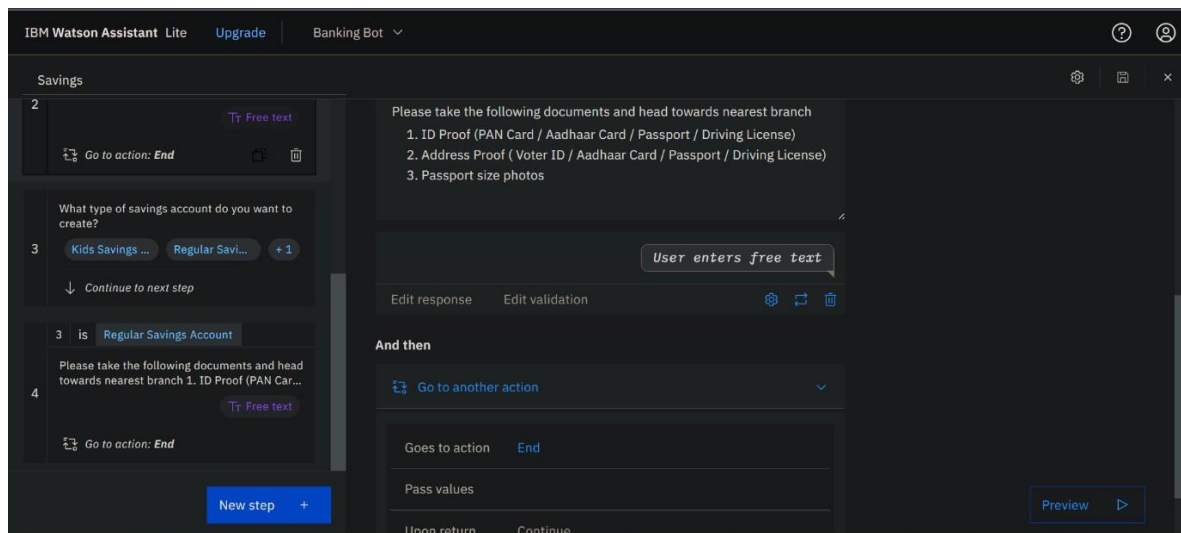 IBM Watson Assistant Lite Upgrade Banking Bot
Savings
2
Free text
Go to action: End
What type of savings account do you want to
create?
3
Kids Savings ... Regular Savi... + 1
Continue to next step
3 is Regular Savings Account
Please take the following documents and head
towards nearest branch 1. ID Proof (PAN Car...
4
Free text
Go to action: End
New step +
Please take the following documents and head towards nearest branch
1. ID Proof (PAN Card / Aadhaar Card / Passport / Driving License)
2. Address Proof ( Voter ID / Aadhaar Card / Passport / Driving License)
3. Passport size photos
User enters free text
Edit response Edit validation
And then
Go to another action
Goes to action End
Pass values
Upon return Continue
Preview